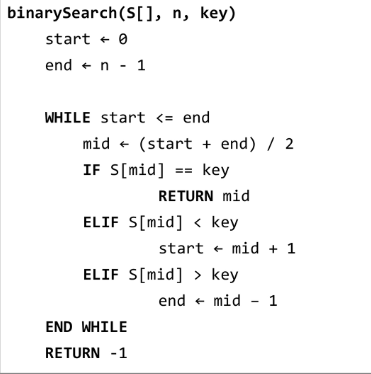 binarySearch(S[], n, key)
start ← 0
end ← n - 1
WHILE start <= end
mid ← (start + end) / 2
IF S[mid] == key
RETURN mid
ELIF S[mid] < key
start ← mid + 1
ELIF S[mid] > key
end ← mid – 1
END WHILE
RETURN -1